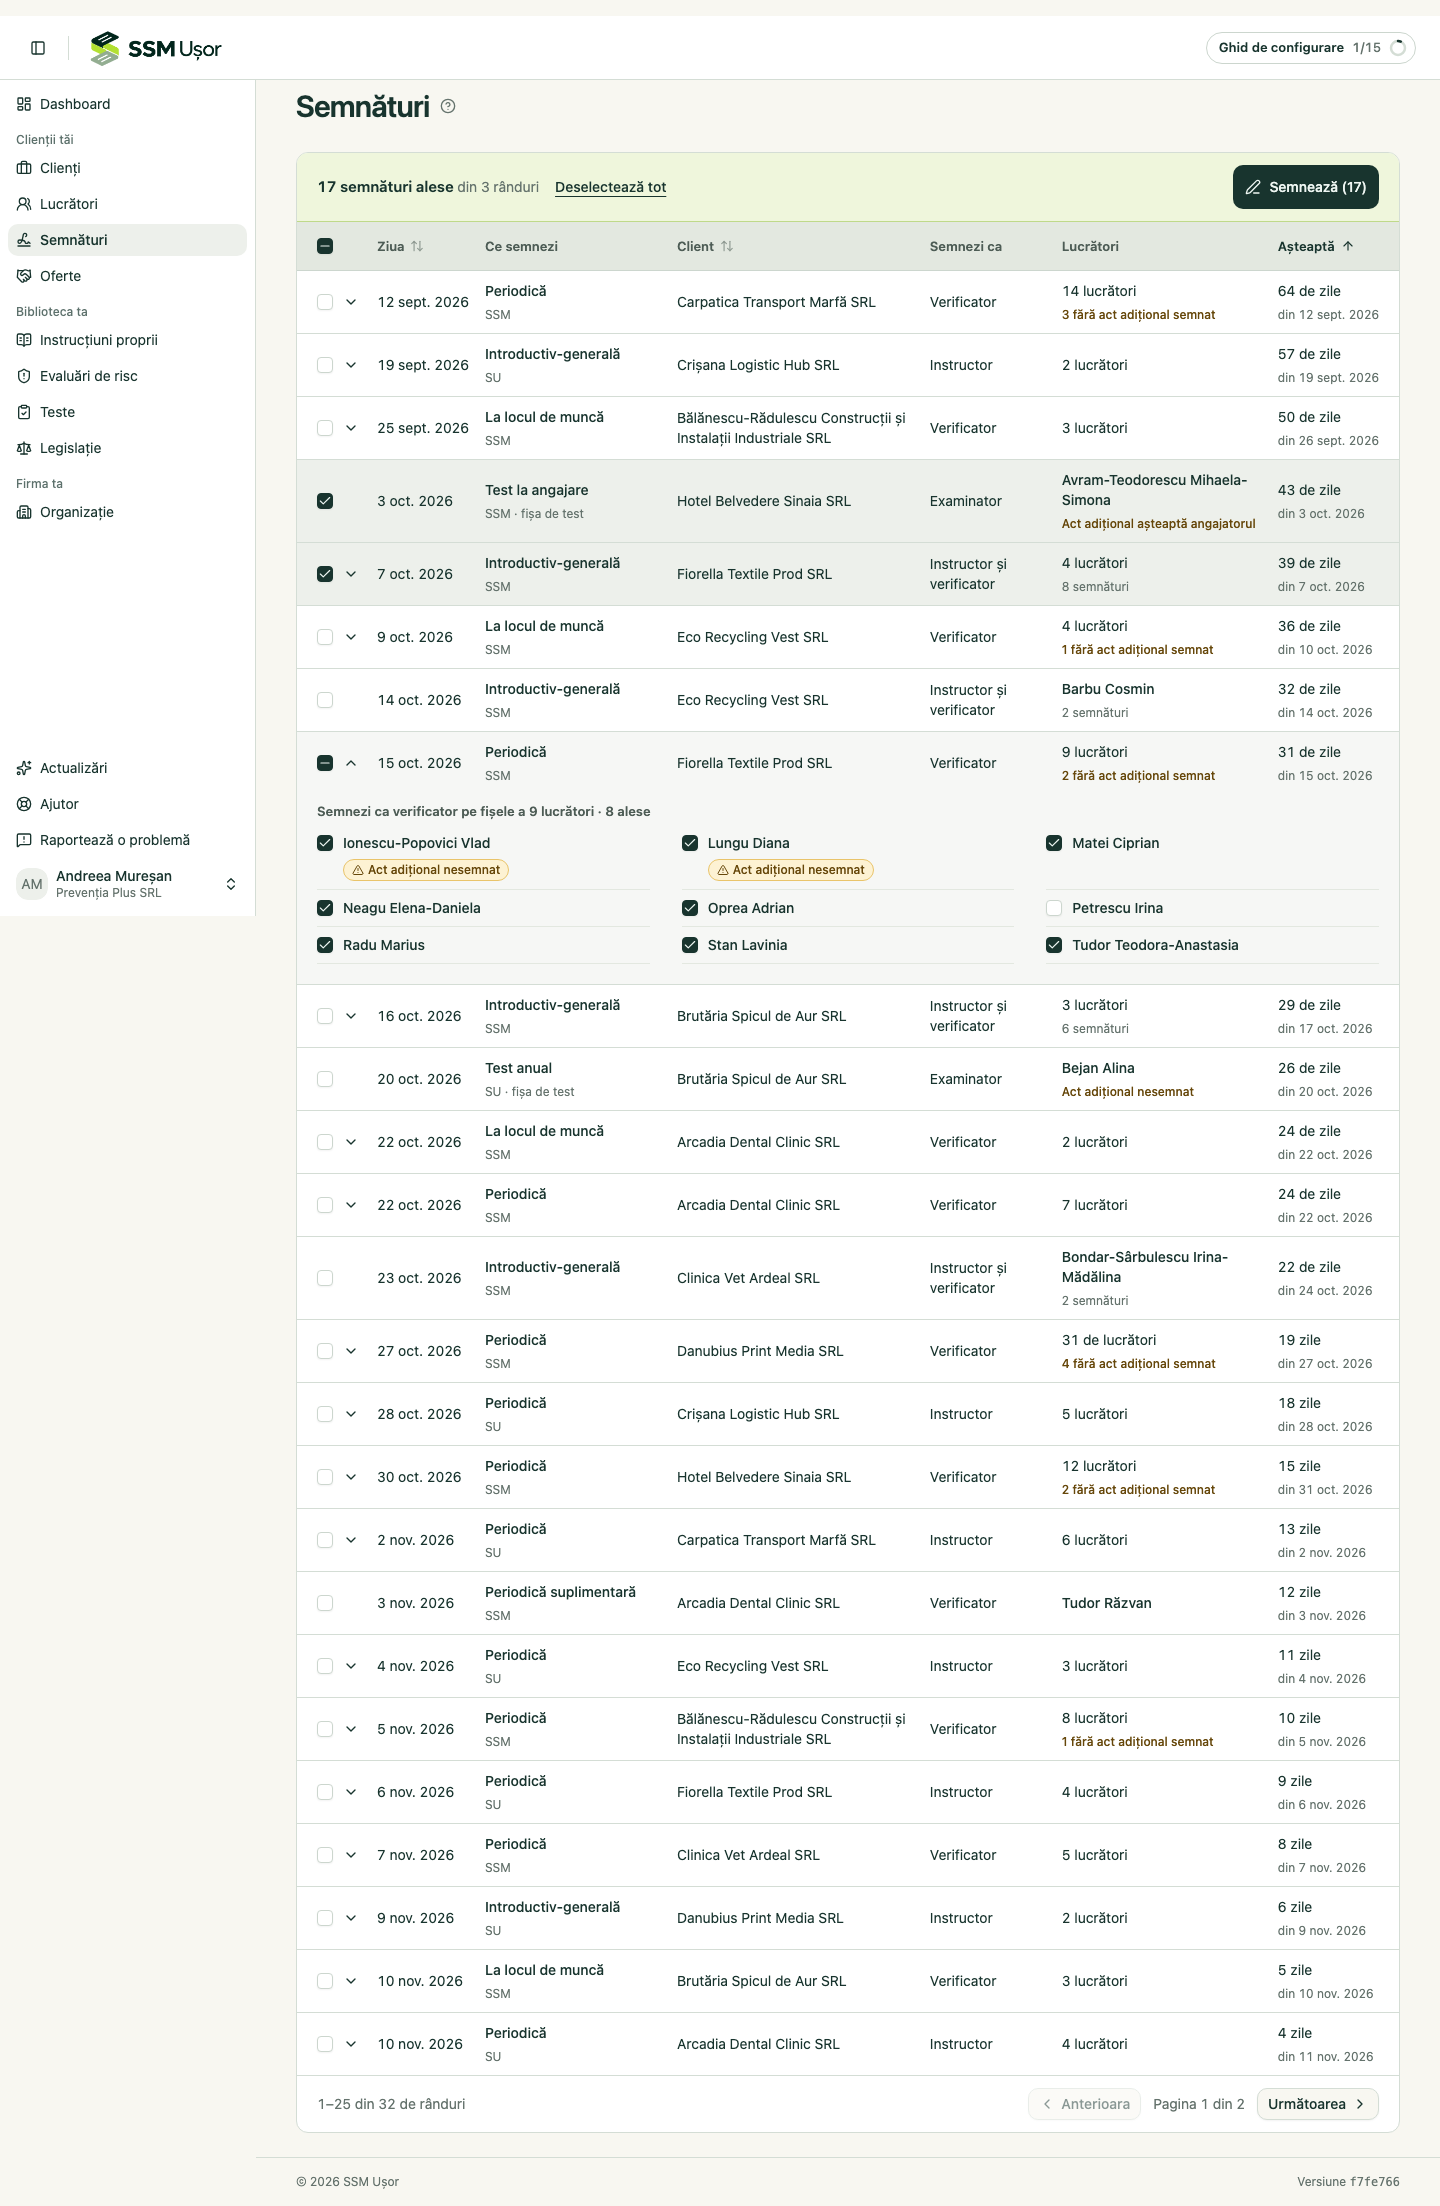 SSM Ușor
Ghid de configurare 1/15
Dashboard
Clienții tăi
Clienți
Lucrători
Semnături
Oferte
Biblioteca ta
Instrucțiuni proprii
Evaluări de risc
Teste
Legislație
Firma ta
Organizație
Actualizări
Ajutor
Raportează o problemă
AM
Andreea Mureșan
Prevenția Plus SRL
Semnături
17 semnături alese din 3 rânduri Deselectează tot
Semnează (17)
Ziua Ce semnezi Client Semnezi ca Lucrători Așteaptă
12 sept. 2026 Periodică Carpatica Transport Marfă SRL Verificator 14 lucrători 64 de zile
SSM 3 fără act adițional semnat din 12 sept. 2026
19 sept. 2026 Introductiv-generală Crișana Logistic Hub SRL Instructor 2 lucrători 57 de zile
SU din 19 sept. 2026
25 sept. 2026 La locul de muncă Bălănescu-Rădulescu Construcții și Verificator 3 lucrători 50 de zile
SSM Instalații Industriale SRL din 26 sept. 2026
3 oct. 2026 Test la angajare Hotel Belvedere Sinaia SRL Examinator Avram-Teodorescu Mihaela- 43 de zile
SSM · fișa de test Simona din 3 oct. 2026
Act adițional așteaptă angajatorul
7 oct. 2026 Introductiv-generală Fiorella Textile Prod SRL Instructor și 4 lucrători 39 de zile
SSM verificator 8 semnături din 7 oct. 2026
9 oct. 2026 La locul de muncă Eco Recycling Vest SRL Verificator 4 lucrători 36 de zile
SSM 1 fără act adițional semnat din 10 oct. 2026
14 oct. 2026 Introductiv-generală Eco Recycling Vest SRL Instructor și Barbu Cosmin 32 de zile
SSM verificator 2 semnături din 14 oct. 2026
15 oct. 2026 Periodică Fiorella Textile Prod SRL Verificator 9 lucrători 31 de zile
SSM 2 fără act adițional semnat din 15 oct. 2026
Semnezi ca verificator pe fișele a 9 lucrători · 8 alese
Ionescu-Popovici Vlad Lungu Diana Matei Ciprian
Act adițional nesemnat Act adițional nesemnat
Neagu Elena-Daniela Oprea Adrian Petrescu Irina
Radu Marius Stan Lavinia Tudor Teodora-Anastasia
16 oct. 2026 Introductiv-generală Brutăria Spicul de Aur SRL Instructor și 3 lucrători 29 de zile
SSM verificator 6 semnături din 17 oct. 2026
20 oct. 2026 Test anual Brutăria Spicul de Aur SRL Examinator Bejan Alina 26 de zile
SU · fișa de test Act adițional nesemnat din 20 oct. 2026
22 oct. 2026 La locul de muncă Arcadia Dental Clinic SRL Verificator 2 lucrători 24 de zile
SSM din 22 oct. 2026
22 oct. 2026 Periodică Arcadia Dental Clinic SRL Verificator 7 lucrători 24 de zile
SSM din 22 oct. 2026
23 oct. 2026 Introductiv-generală Clinica Vet Ardeal SRL Instructor și Bondar-Sârbulescu Irina- 22 de zile
SSM verificator Mădălina din 24 oct. 2026
2 semnături
27 oct. 2026 Periodică Danubius Print Media SRL Verificator 31 de lucrători 19 zile
SSM 4 fără act adițional semnat din 27 oct. 2026
28 oct. 2026 Periodică Crișana Logistic Hub SRL Instructor 5 lucrători 18 zile
SU din 28 oct. 2026
30 oct. 2026 Periodică Hotel Belvedere Sinaia SRL Verificator 12 lucrători 15 zile
SSM 2 fără act adițional semnat din 31 oct. 2026
2 nov. 2026 Periodică Carpatica Transport Marfă SRL Instructor 6 lucrători 13 zile
SU din 2 nov. 2026
3 nov. 2026 Periodică suplimentară Arcadia Dental Clinic SRL Verificator Tudor Răzvan 12 zile
SSM din 3 nov. 2026
4 nov. 2026 Periodică Eco Recycling Vest SRL Instructor 3 lucrători 11 zile
SU din 4 nov. 2026
5 nov. 2026 Periodică Bălănescu-Rădulescu Construcții și Verificator 8 lucrători 10 zile
SSM Instalații Industriale SRL 1 fără act adițional semnat din 5 nov. 2026
6 nov. 2026 Periodică Fiorella Textile Prod SRL Instructor 4 lucrători 9 zile
SU din 6 nov. 2026
7 nov. 2026 Periodică Clinica Vet Ardeal SRL Verificator 5 lucrători 8 zile
SSM din 7 nov. 2026
9 nov. 2026 Introductiv-generală Danubius Print Media SRL Instructor 2 lucrători 6 zile
SU din 9 nov. 2026
10 nov. 2026 La locul de muncă Brutăria Spicul de Aur SRL Verificator 3 lucrători 5 zile
SSM din 10 nov. 2026
10 nov. 2026 Periodică Arcadia Dental Clinic SRL Instructor 4 lucrători 4 zile
SU din 11 nov. 2026
1–25 din 32 de rânduri Anterioara Pagina 1 din 2 Următoarea
© 2026 SSM Ușor Versiune f7fe766